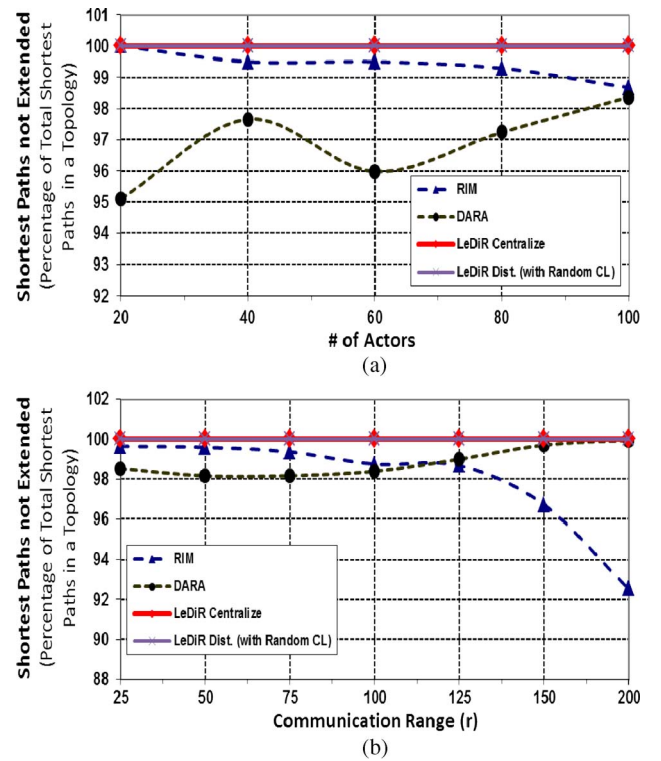 Shortest Paths not Extended
(Percentage of Total Shortest
Paths in a Topology)
101
100
99
98
97
96
95
94
93
92
RIM
DARA
LeDiR Centralize
LeDiR Dist. (with Random CL)
20 40 60 80 100
# of Actors
(a)
Shortest Paths not Extended
(Percentage of Total Shortest
Paths in a Topology)
102
100
98
96
94
92
90
88
RIM
DARA
LeDiR Centralize
LeDiR Dist. (with Random CL)
25 50 75 100 125 150 200
Communication Range (r)
(b)